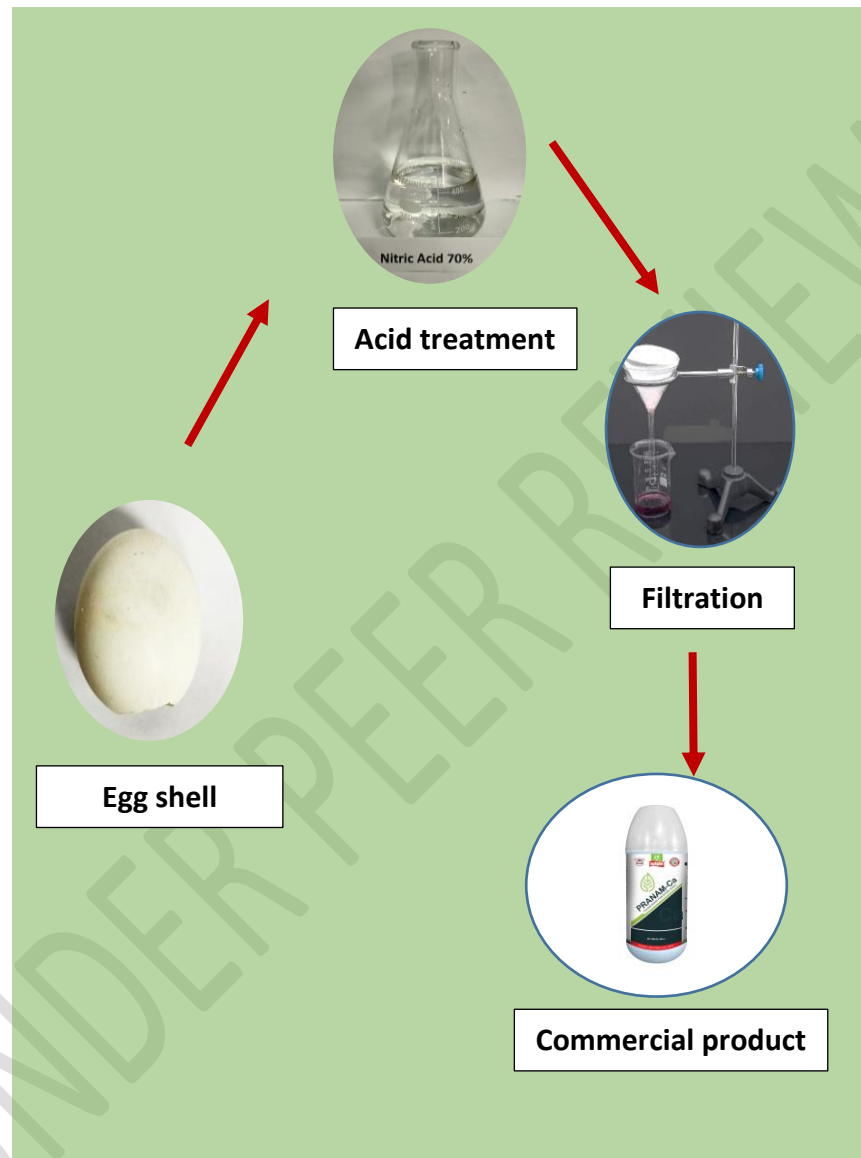 Nitric Acid 70%
Acid treatment
Filtration
Egg shell
PRANAM-Ca
Commercial product
UNDER PEER REVIEW